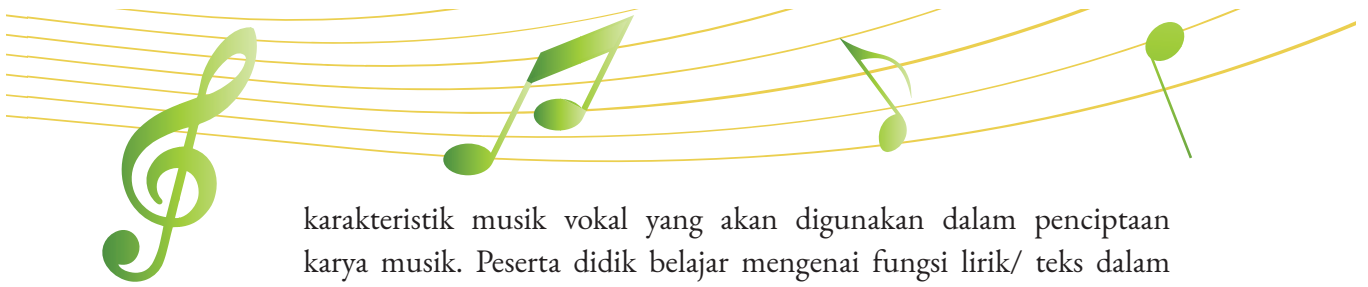 karakteristik musik vokal yang akan digunakan dalam penciptaan
karya musik. Peserta didik belajar mengenai fungsi lirik/ teks dalam